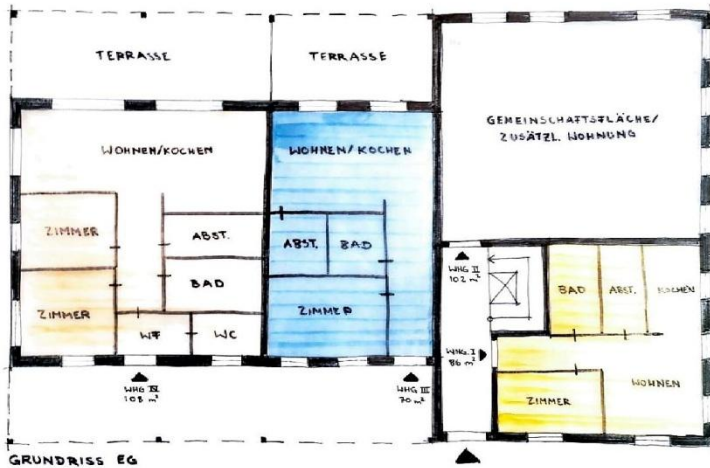 TERRASSE
TERRASSE
GEMEINSCHAFTSFLÄCHE/
ZUSÄTZL. WOHNUNG
WOHNEN/KOCHEN
WOHNEN/KOCHEN
ZIMMER
ABST.
ABST.
BAD
BAD
ZIMMER
ZIMMER
WF
WC
WHG II
102 m²
BAD
ABST.
KOCHEN
WHG. I
86 m²
WOHNEN
ZIMMER
WHG IV
108 m²
WHG III
70 m²
GRUNDRISS EG